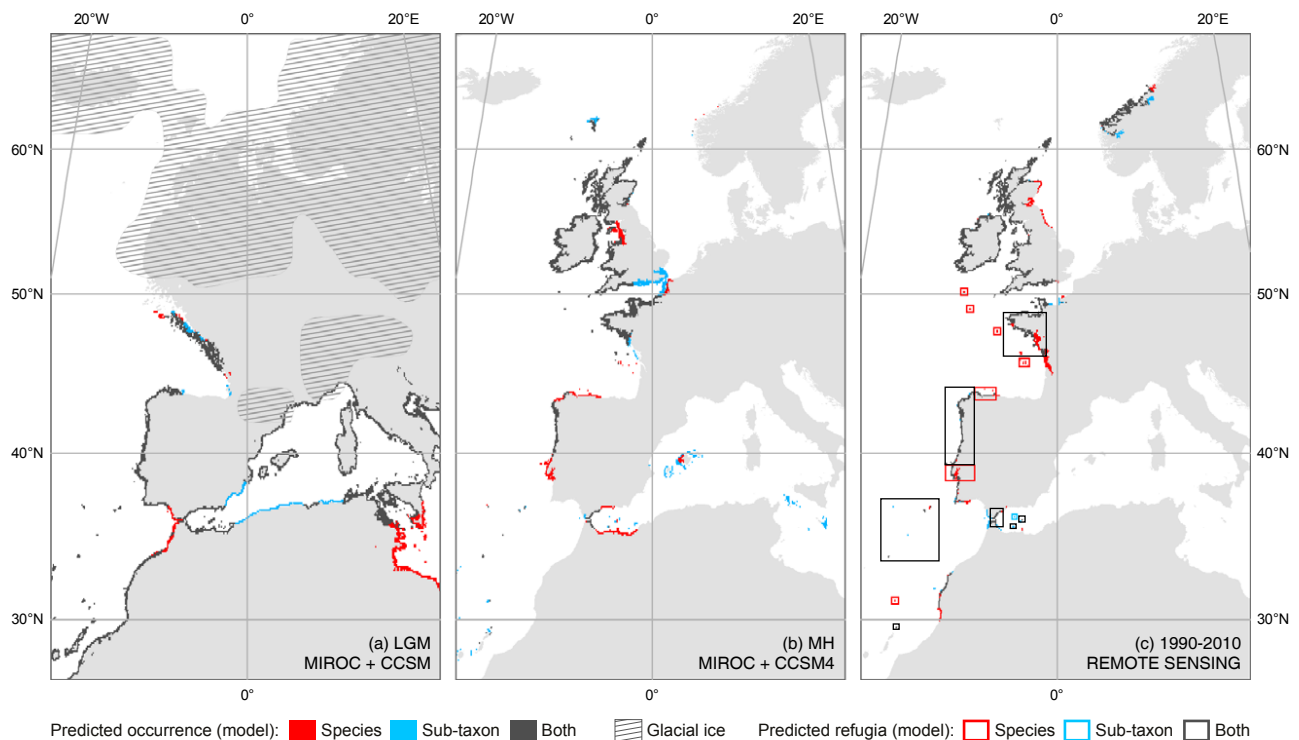 20°W 0° 20°E 20°W 0° 20°E 20°W 0° 20°E
60°N 60°N
50°N 50°N
40°N 40°N
30°N 30°N
(a) LGM
MIROC + CCSM
(b) MH
MIROC + CCSM4
(c) 1990-2010
REMOTE SENSING
0° 0° 0°
Predicted occurrence (model): Species Sub-taxon Both Glacial ice Predicted refugia (model): Species Sub-taxon Both